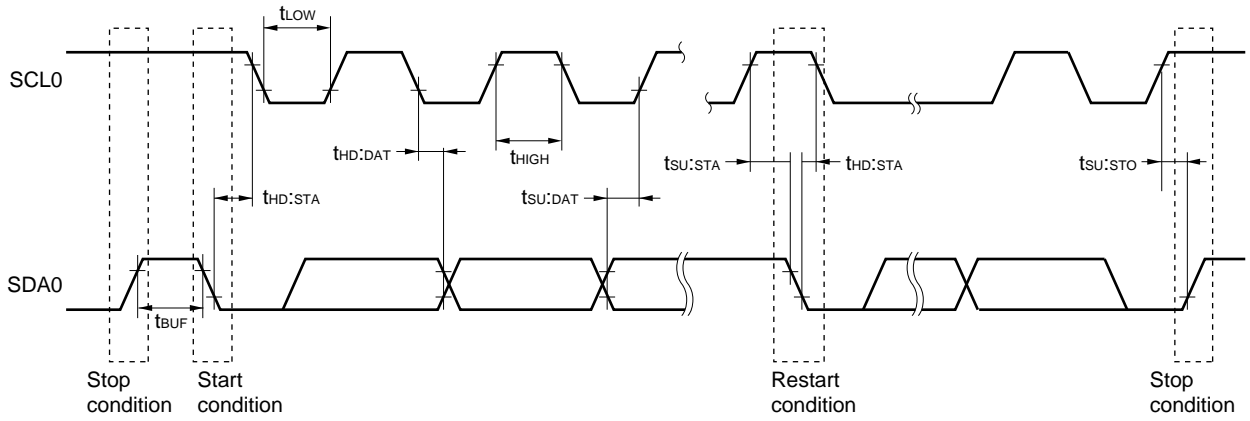 tLOW
SCL0
tHD:DAT
tHIGH
tSU:STA
tHD:STA
tSU:STO
tHD:STA
tSU:DAT
SDA0
tBUF
Stop
condition
Start
condition
Restart
condition
Stop
condition